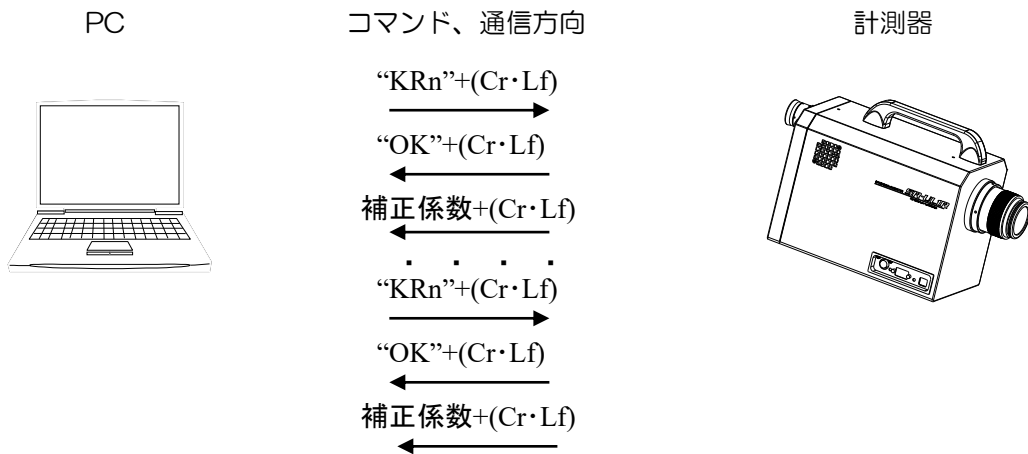 PC
コマンド、通信方向
計測器
“KRn”+(Cr・Lf)
“OK”+(Cr・Lf)
補正係数+(Cr・Lf)
・ ・ ・ ・
“KRn”+(Cr・Lf)
“OK”+(Cr・Lf)
補正係数+(Cr・Lf)